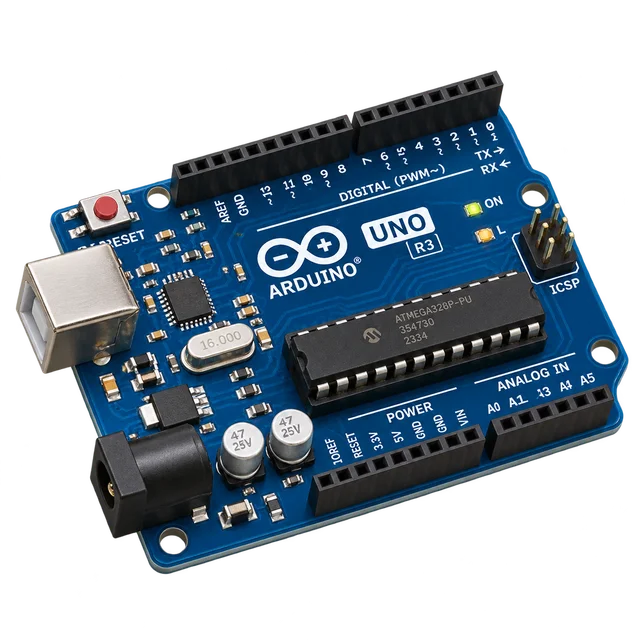 AREF
GND
~13
~11
10
~9
8
7
~6
~15
4
~3
~2
~1
0
TX→
RX←
DIGITAL (PWM~)
RESET
ON
L
UNO
R3
ARDUINO®
ICSP
ATMEGA328P-PU
354730
2334
16.000
47
25V
47
25V
POWER
IOREF
RESET
3.3V
5V
GND
GND
VIN
ANALOG IN
A0
A1
A4
A5